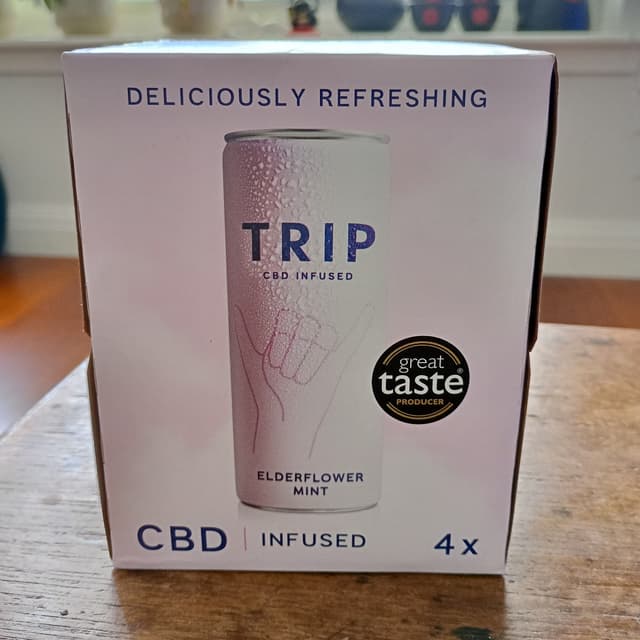 DELICIOUSLY REFRESHING
TRIP
CBD INFUSED
great
taste®
PRODUCER
ELDERFLOWER
MINT
CBD | INFUSED
4x